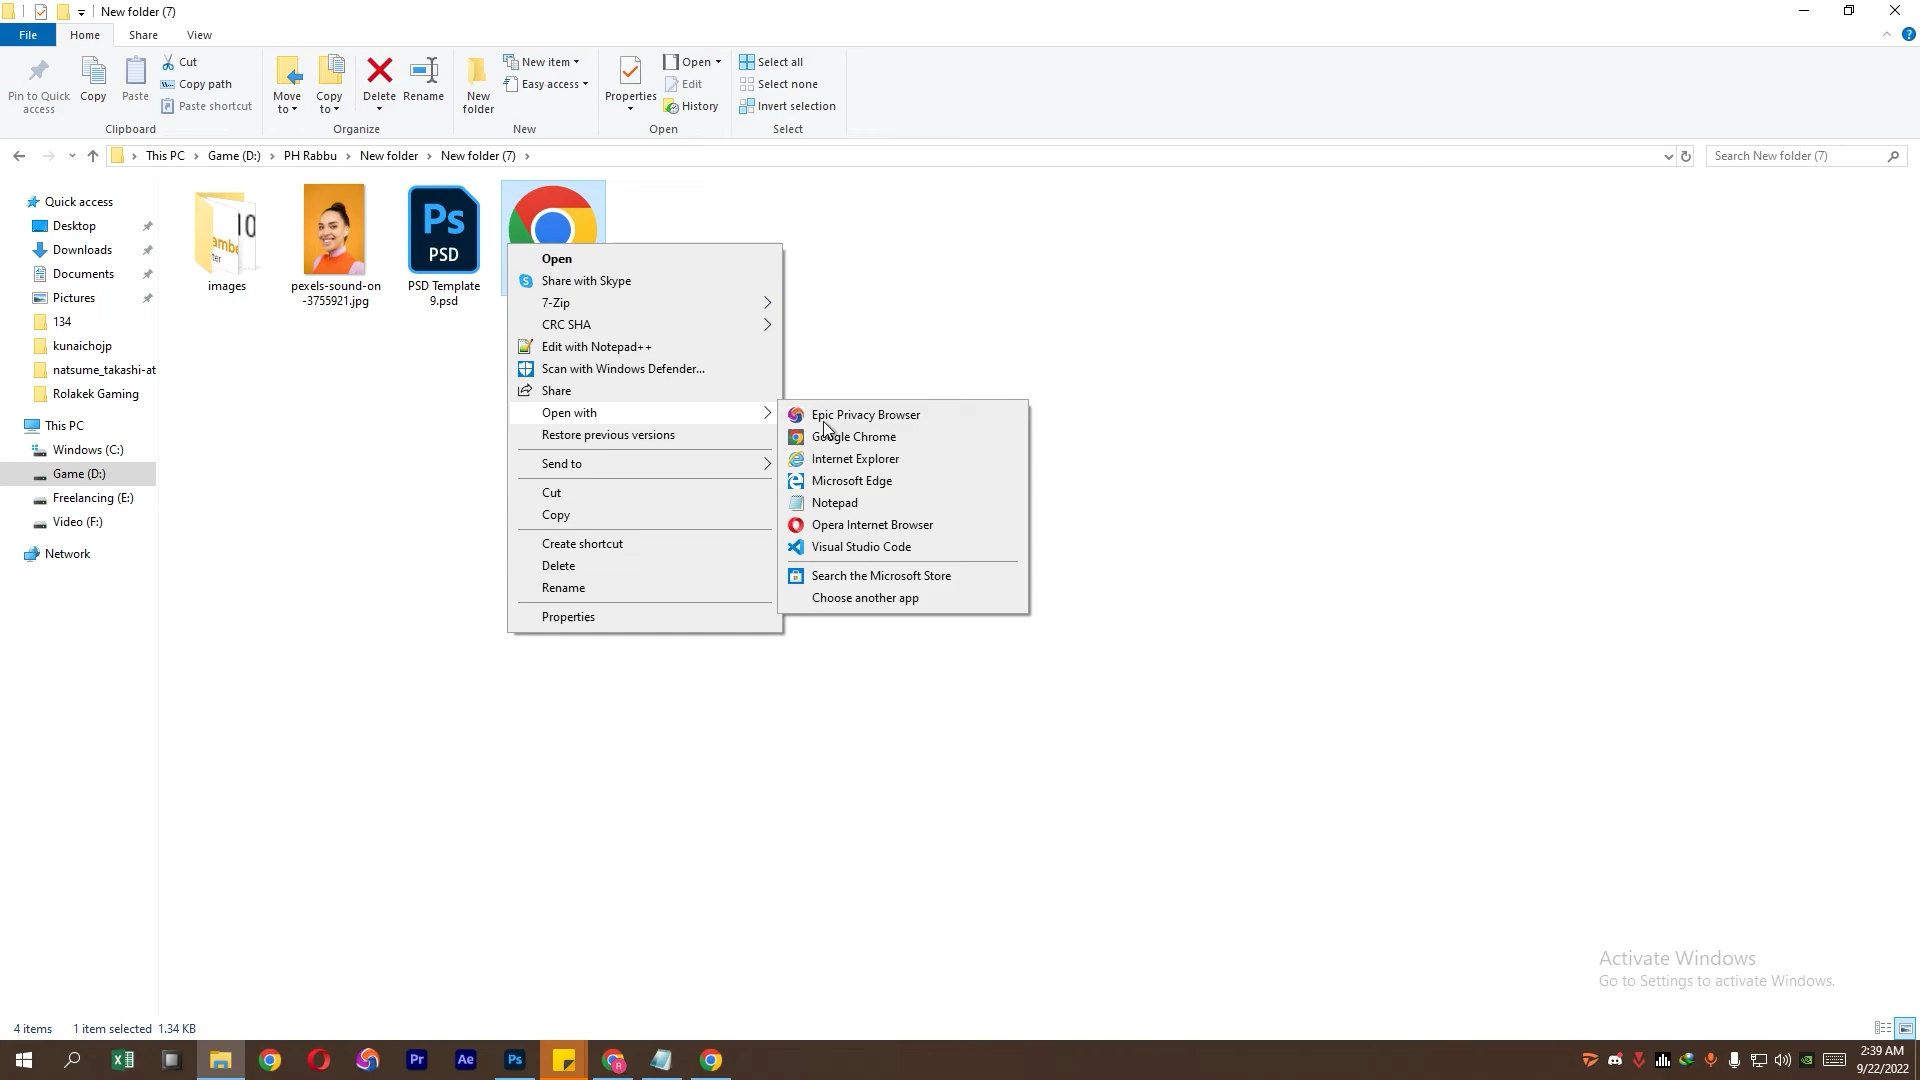 New folder (7)
File Home Share View
Pin to Quick access
Copy
Paste
Cut
Copy path
Paste shortcut
Clipboard
Move to
Copy to
Delete
Rename
Organize
New folder
New item
Easy access
New
Properties
Open
Edit
History
Open
Select all
Select none
Invert selection
Select
This PC Game (D:) PH Rabbu New folder New folder (7)
Search New folder (7)
Quick access
Desktop
Downloads
Documents
Pictures
134
kunaichojp
natsume_takashi-at
Rolakek Gaming
This PC
Windows (C:)
Game (D:)
Freelancing (E:)
Video (F:)
Network
10
ambe
ter
images
pexels-sound-on
-3755921.jpg
Ps
PSD
PSD Template
9.psd
Open
Share with Skype
7-Zip
CRC SHA
Edit with Notepad++
Scan with Windows Defender...
Share
Open with
Restore previous versions
Send to
Cut
Copy
Create shortcut
Delete
Rename
Properties
Epic Privacy Browser
Google Chrome
Internet Explorer
Microsoft Edge
Notepad
Opera Internet Browser
Visual Studio Code
Search the Microsoft Store
Choose another app
Activate Windows
Go to Settings to activate Windows.
4 items 1 item selected 1.34 KB
Pr
Ae
Ps
R
2:39 AM
9/22/2022